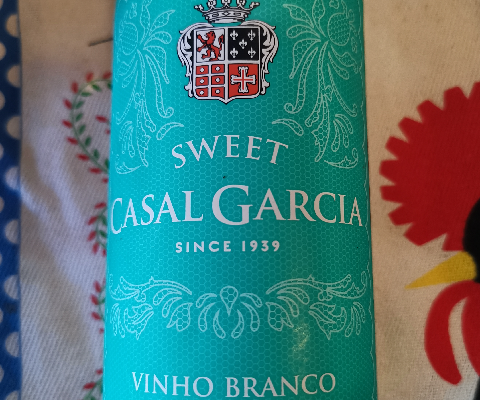 SWEET
CASAL GARCIA
SINCE 1939
VINHO BRANCO